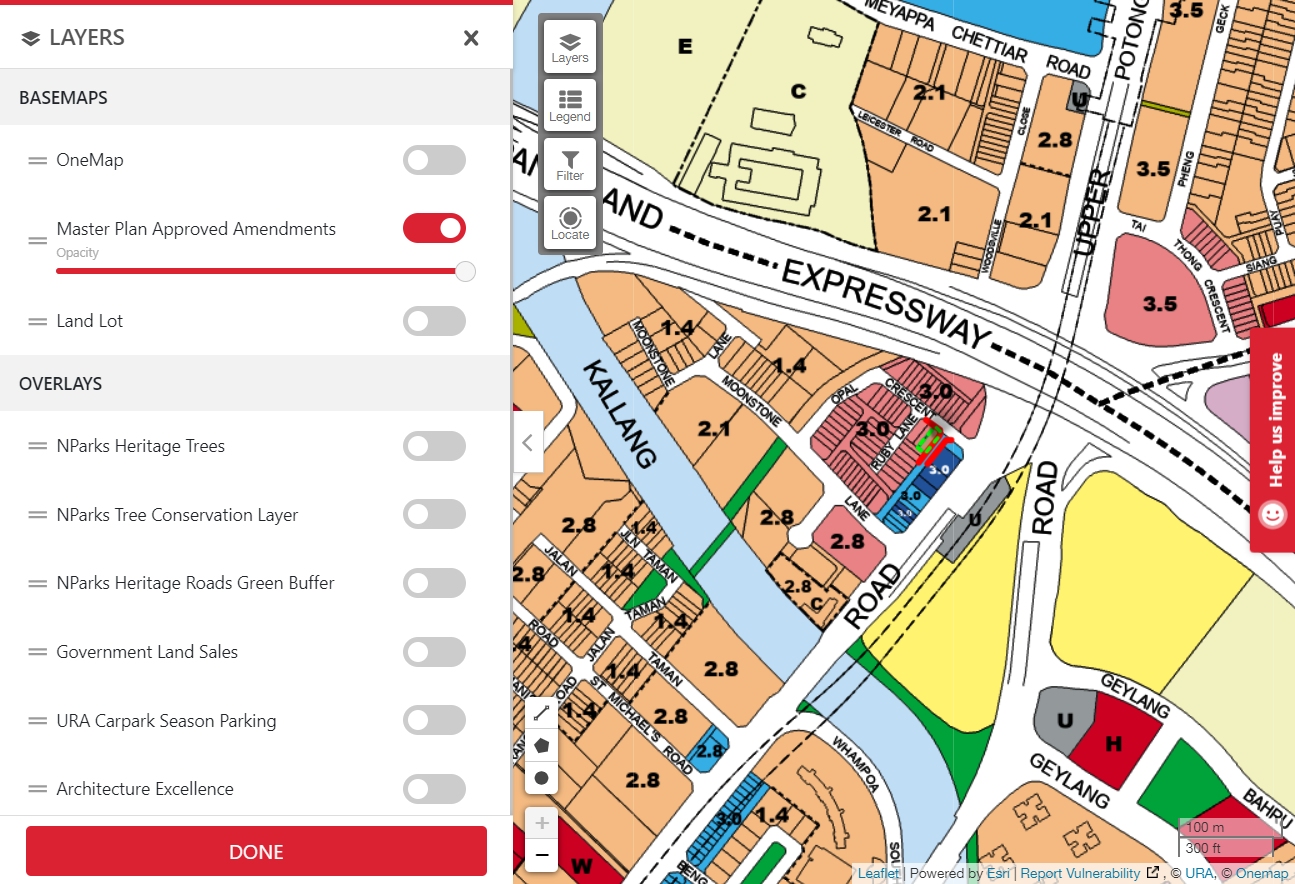 LAYERS
BASEMAPS
OneMap
Master Plan Approved Amendments
Opacity
Land Lot
OVERLAYS
NParks Heritage Trees
NParks Tree Conservation Layer
NParks Heritage Roads Green Buffer
Government Land Sales
URA Carpark Season Parking
Architecture Excellence
DONE
Layers
Legend
Filter
Locate
MEYAPPA CHETTIAR ROAD
POTONG
3.5
GECK
E
C
2.1
U
LEICESTER ROAD
CLOSE
2.8
3.5
PHENG
AND
EXPRESSWAY
2.1
WOODSVILLE
2.1
UPPER
TAI THONG CRESCENT
SIANG
PUAY
3.5
1.4
MOONSTONE
LANE
1.4
MOONSTONE
OPAL
CRESCENT
3.0
KALLANG
2.1
3.0
RUBY LANE
3.0
3.0
3.0
LANE
2.8
2.8
U
ROAD
2.8
1.4
JLN TAMAN
JALAN
2.8
1.4
2.8
C
ROAD
TAMAN
1.4
1.4
ROAD
JALAN
TAMAN
1.4
2.8
ST. MICHAEL'S ROAD
1.4
ROAD
2.8
2.8
2.8
WHAMPOA
3.0
1.4
W
BENG
SOU
GEYLANG BAHRU
U
H
GEYLANG
Help us improve
+
−
100 m
300 ft
Leaflet | Powered by Esri | Report Vulnerability , © URA, © Onemap